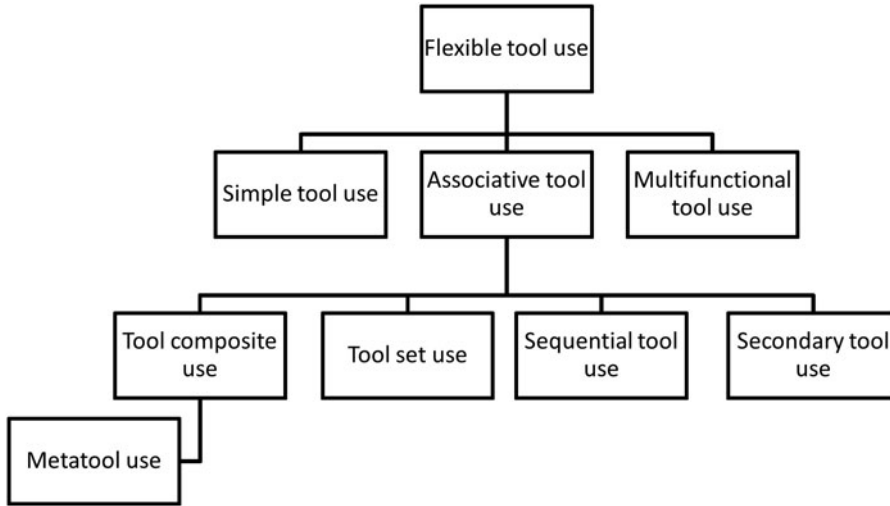 Flexible tool use
Simple tool use
Associative tool
use
Multifunctional
tool use
Tool composite
use
Tool set use
Sequential tool
use
Secondary tool
use
Metatool use